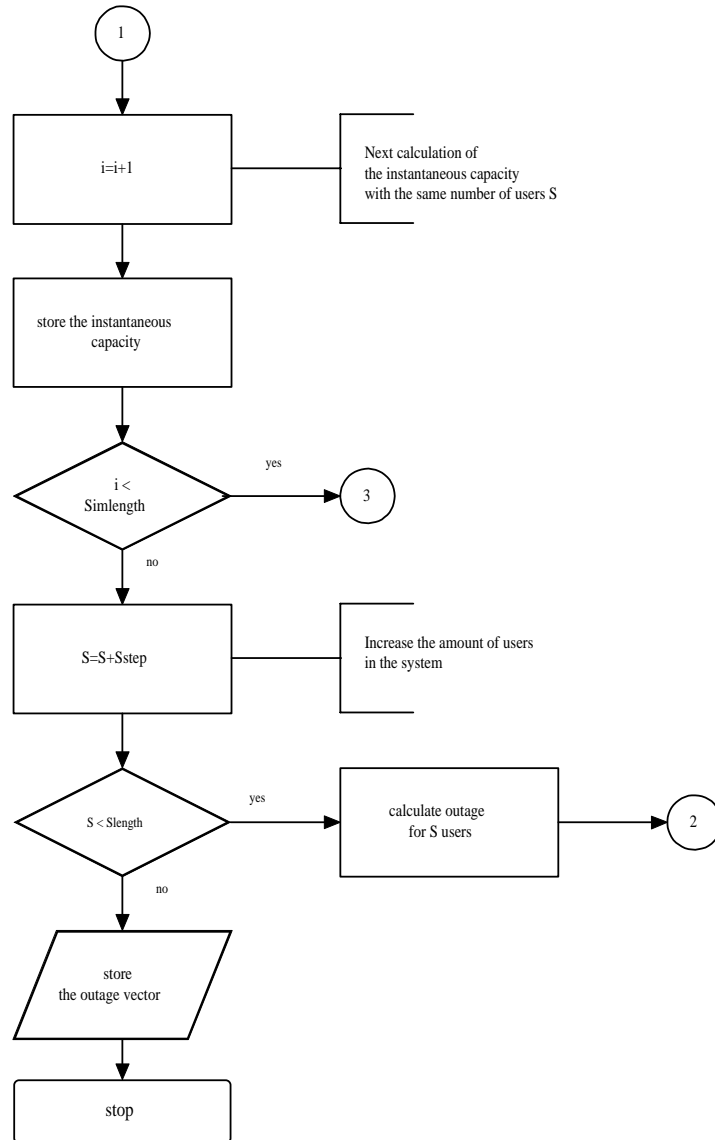 1
i=i+1
Next calculation of
the instantaneous capacity
with the same number of users S
store the instantaneous
capacity
i <
Simlength
yes
3
no
S=S+Sstep
Increase the amount of users
in the system
S < Slength
yes
calculate outage
for S users
2
no
store
the outage vector
stop